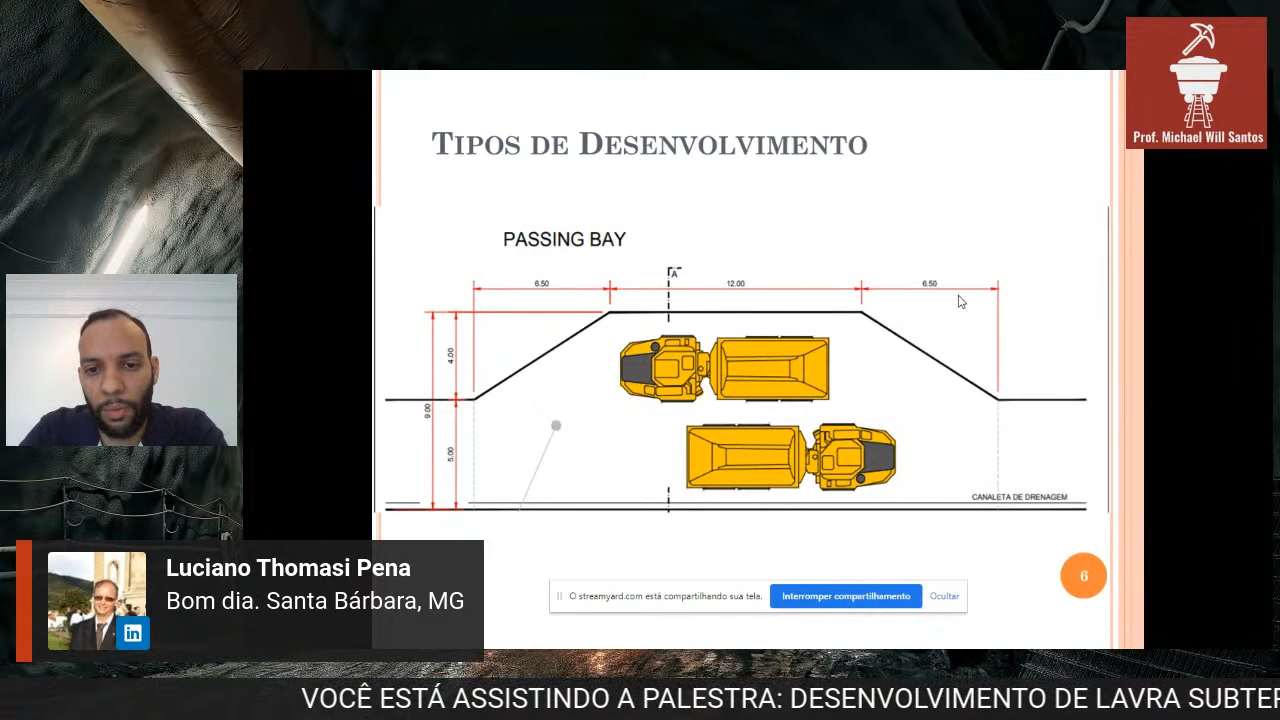 Prof. Michael Will Santos
TIPOS DE DESENVOLVIMENTO
PASSING BAY
A
6.50
12.00
6.50
4.00
9.00
5.00
CANALETA DE DRENAGEM
6
Luciano Thomasi Pena
Bom dia. Santa Bárbara, MG
in
O streamyard.com está compartilhando sua tela.
Interromper compartilhamento
Ocultar
VOCÊ ESTÁ ASSISTINDO A PALESTRA: DESENVOLVIMENTO DE LAVRA SUBTE